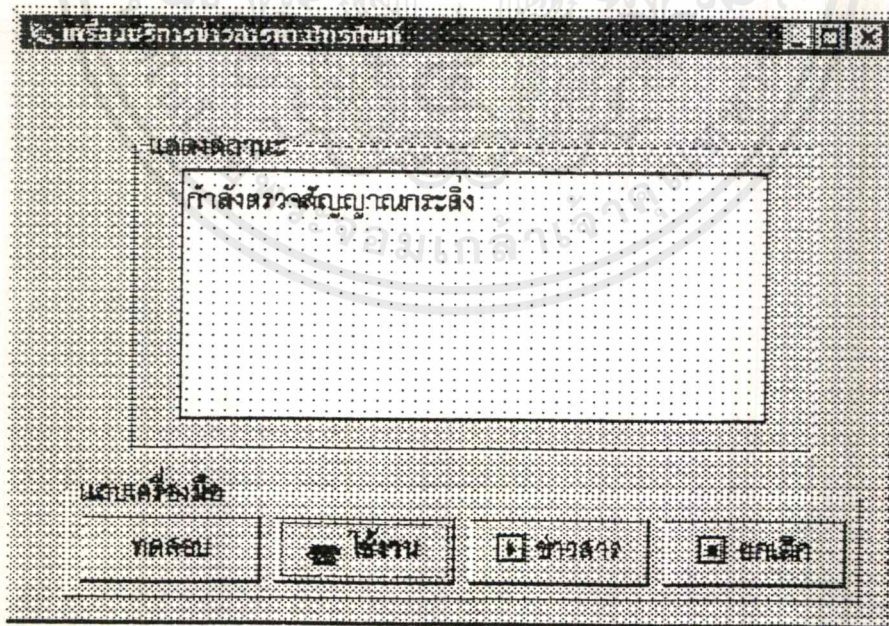 เครื่องบริการข่าวสารทางโทรศัพท์
แสดงสถานะ
กำลังตรวจสัญญาณกระดิ่ง
แถบเครื่องมือ
ทดสอบ
ใช้งาน
ข่าวสาร
ยกเลิก